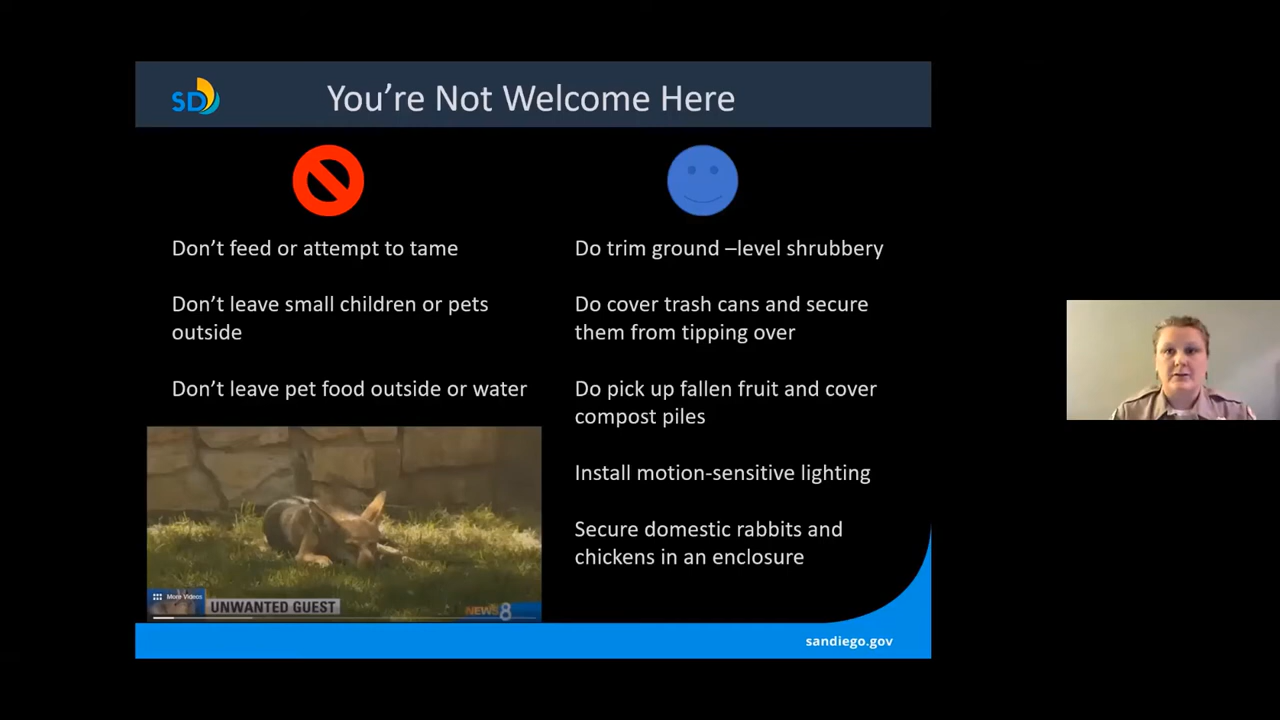 SD
You're Not Welcome Here
Don't feed or attempt to tame
Don't leave small children or pets
outside
Don't leave pet food outside or water
Do trim ground –level shrubbery
Do cover trash cans and secure
them from tipping over
Do pick up fallen fruit and cover
compost piles
Install motion-sensitive lighting
Secure domestic rabbits and
chickens in an enclosure
More Videos
UNWANTED GUEST
NEWS 8
sandiego.gov